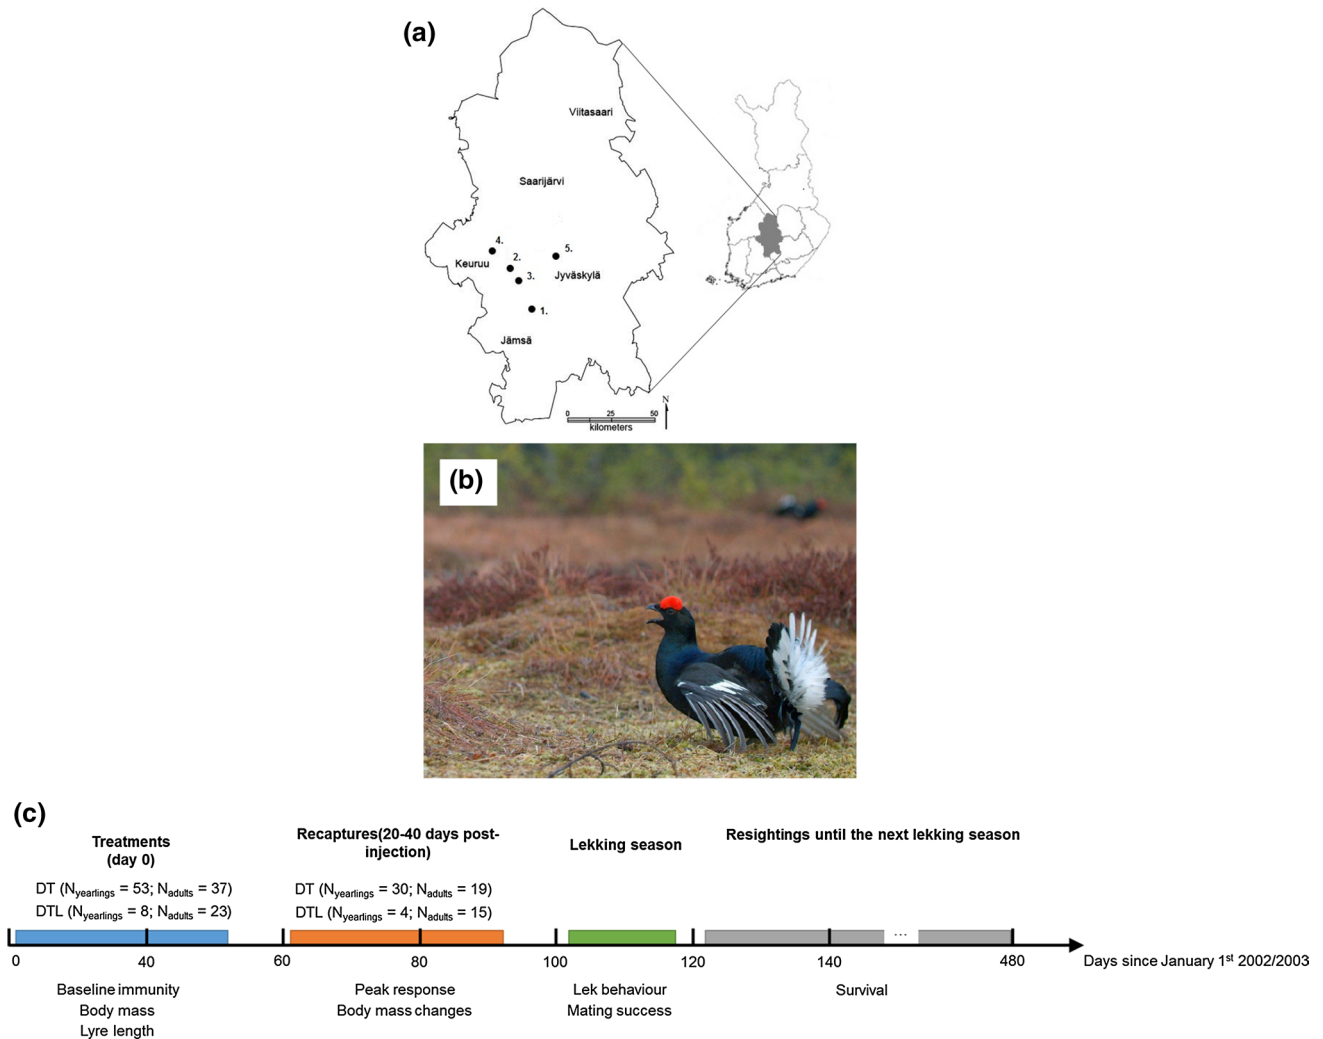 (a)
Viitasaari
Saarijärvi
4.
5.
2.
Keuruu
3.
Jyväskylä
1.
Jämsä
N
0 25 50
kilometers
(b)
(c)
Treatments
(day 0)
DT (Nyearlings = 53; Nadults = 37)
DTL (Nyearlings = 8; Nadults = 23)
Recaptures(20-40 days post-
injection)
DT (Nyearlings = 30; Nadults = 19)
DTL (Nyearlings = 4; Nadults = 15)
Lekking season
Resightings until the next lekking season
...
0 40 60 80 100 120 140 480
Days since January 1st 2002/2003
Baseline immunity
Body mass
Lyre length
Peak response
Body mass changes
Lek behaviour
Mating success
Survival